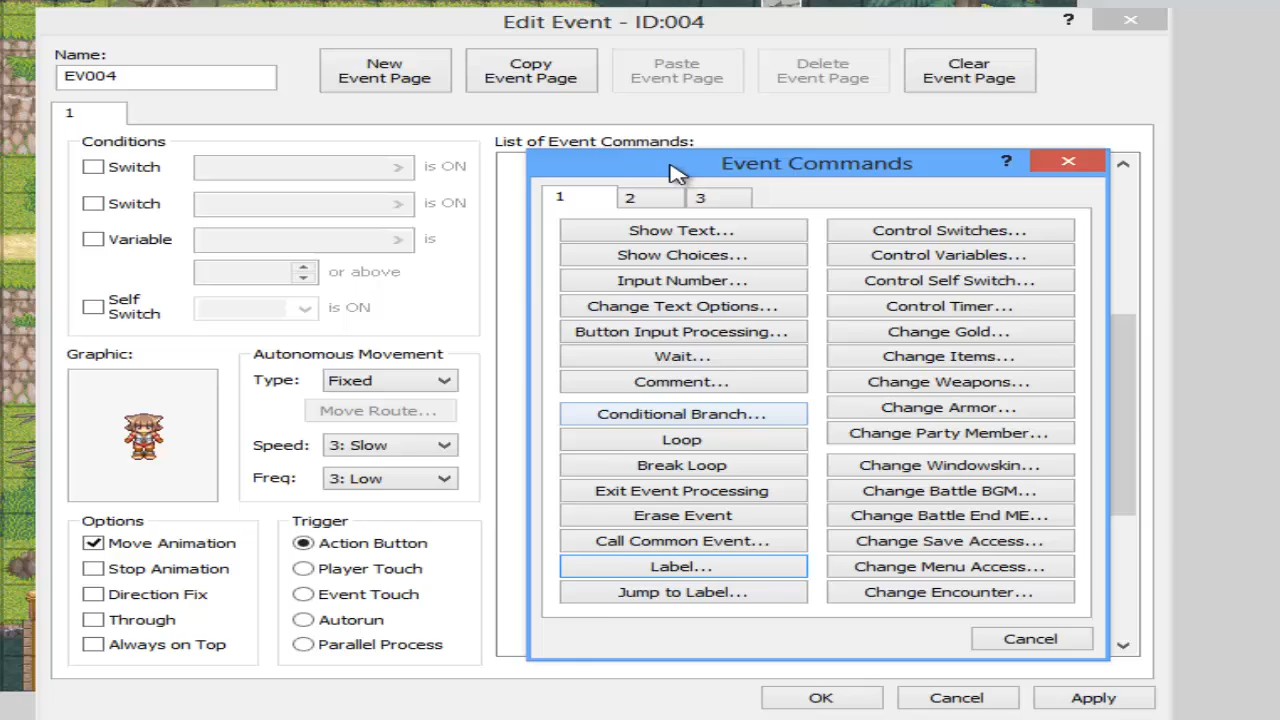 Edit Event - ID:004
?
Name:
EV004
New
Event Page
Copy
Event Page
Paste
Event Page
Delete
Event Page
Clear
Event Page
1
Conditions
Switch
is ON
Switch
is ON
Variable
is
or above
Self
Switch
is ON
Graphic:
Autonomous Movement
Type:
Fixed
Move Route...
Speed:
3: Slow
Freq:
3: Low
Options
Move Animation
Stop Animation
Direction Fix
Through
Always on Top
Trigger
Action Button
Player Touch
Event Touch
Autorun
Parallel Process
List of Event Commands:
Event Commands
?
1
2
3
Show Text...
Show Choices...
Input Number...
Change Text Options...
Button Input Processing...
Wait...
Comment...
Conditional Branch...
Loop
Break Loop
Exit Event Processing
Erase Event
Call Common Event...
Label...
Jump to Label...
Control Switches...
Control Variables...
Control Self Switch...
Control Timer...
Change Gold...
Change Items...
Change Weapons...
Change Armor...
Change Party Member...
Change Windowskin...
Change Battle BGM...
Change Battle End ME...
Change Save Access...
Change Menu Access...
Change Encounter...
Cancel
OK
Cancel
Apply